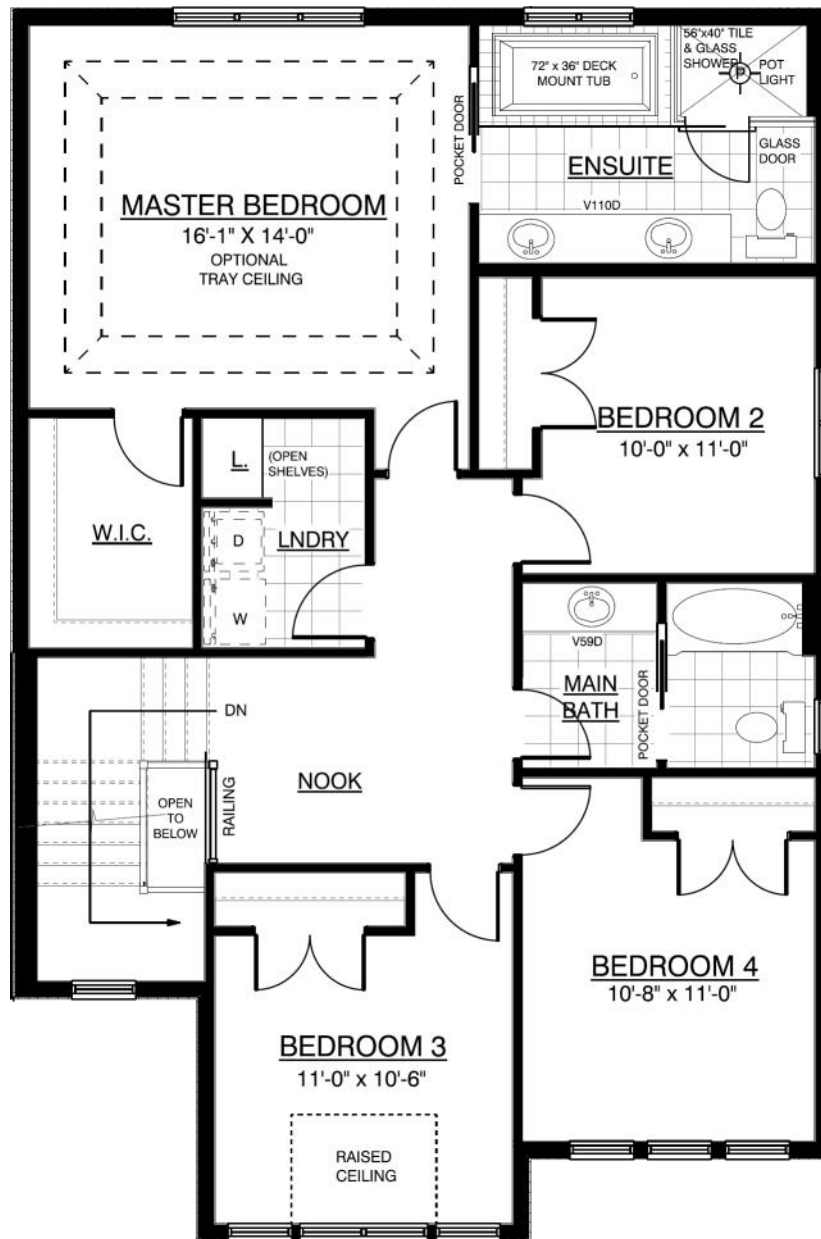 56"x40" TILE
& GLASS
SHOWER
P
POT
LIGHT
72" x 36" DECK
MOUNT TUB
POCKET DOOR
GLASS
DOOR
ENSUITE
V110D
MASTER BEDROOM
16'-1" X 14'-0"
OPTIONAL
TRAY CEILING
BEDROOM 2
10'-0" x 11'-0"
L.
(OPEN
SHELVES)
W.I.C.
D
LNDRY
W
V59D
MAIN
BATH
POCKET DOOR
DN
NOOK
OPEN
TO
BELOW
RAILING
BEDROOM 4
10'-8" x 11'-0"
BEDROOM 3
11'-0" x 10'-6"
RAISED
CEILING